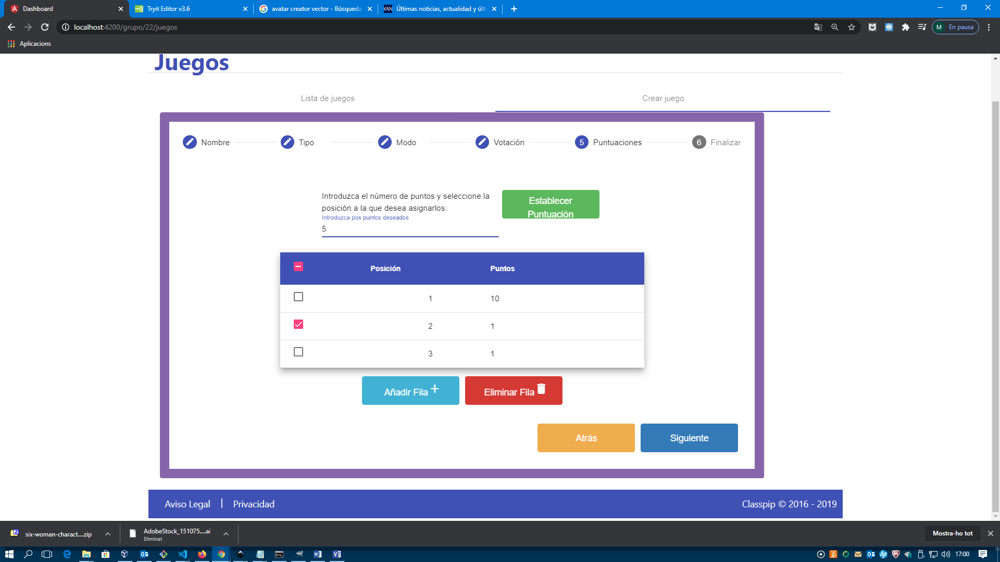 Dashboard
Tryit Editor v3.6
avatar creator vector - Búsqueda
Últimas noticias, actualidad y últi
localhost:4200/grupo/22/juegos
M En pausa
Aplicacions
Juegos
Lista de juegos
Crear juego
Nombre
Tipo
Modo
Votación
5 Puntuaciones
6 Finalizar
Introduzca el número de puntos y seleccione la
posición a la que desea asignarlos:
Introduzca pos puntos deseados
5
Establecer
Puntuación
Posición Puntos
1 10
2 1
3 1
Añadir Fila
Eliminar Fila
Atrás
Siguiente
Aviso Legal | Privacidad
Classpip © 2016 - 2019
six-woman-charact....zip
AdobeStock_151075....ai
Eliminat
Mostra-ho tot
17:00